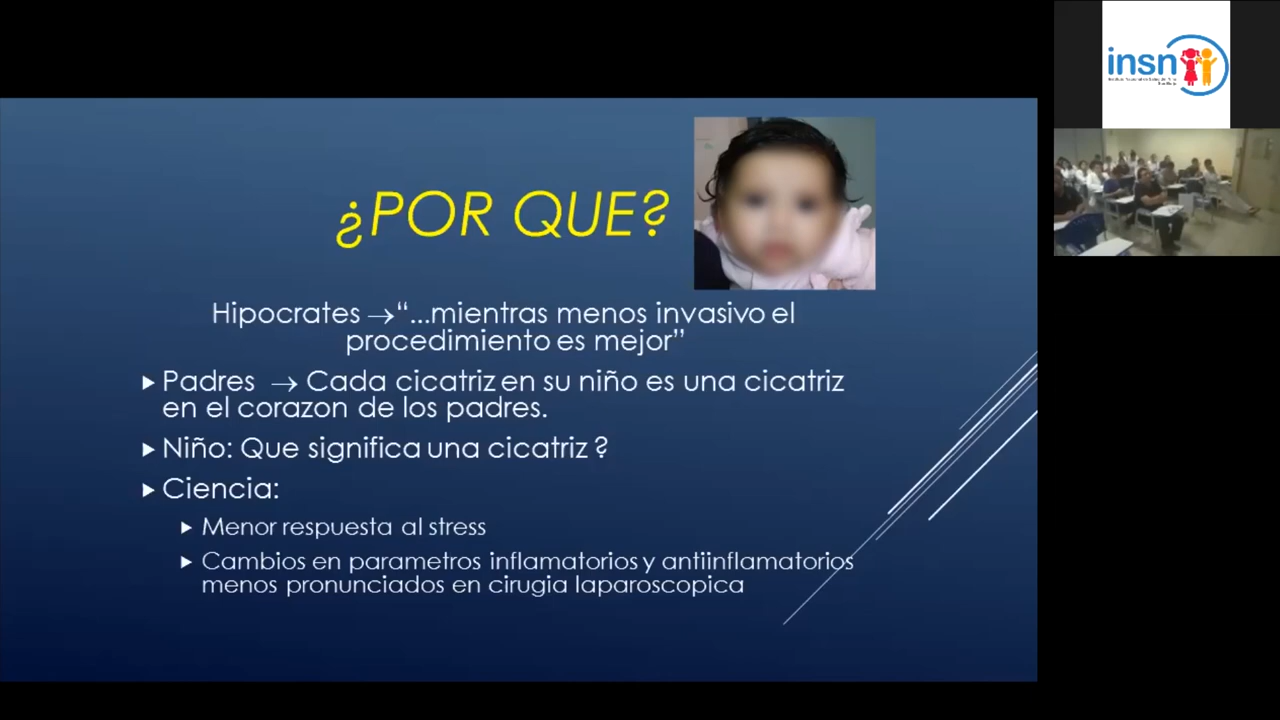 ¿POR QUE?
Hipocrates →“...mientras menos invasivo el
procedimiento es mejor”
Padres → Cada cicatriz en su niño es una cicatriz
en el corazon de los padres.
Niño: Que significa una cicatriz ?
Ciencia:
Menor respuesta al stress
Cambios en parametros inflamatorios y antiinflamatorios
menos pronunciados en cirugia laparoscopica
insn